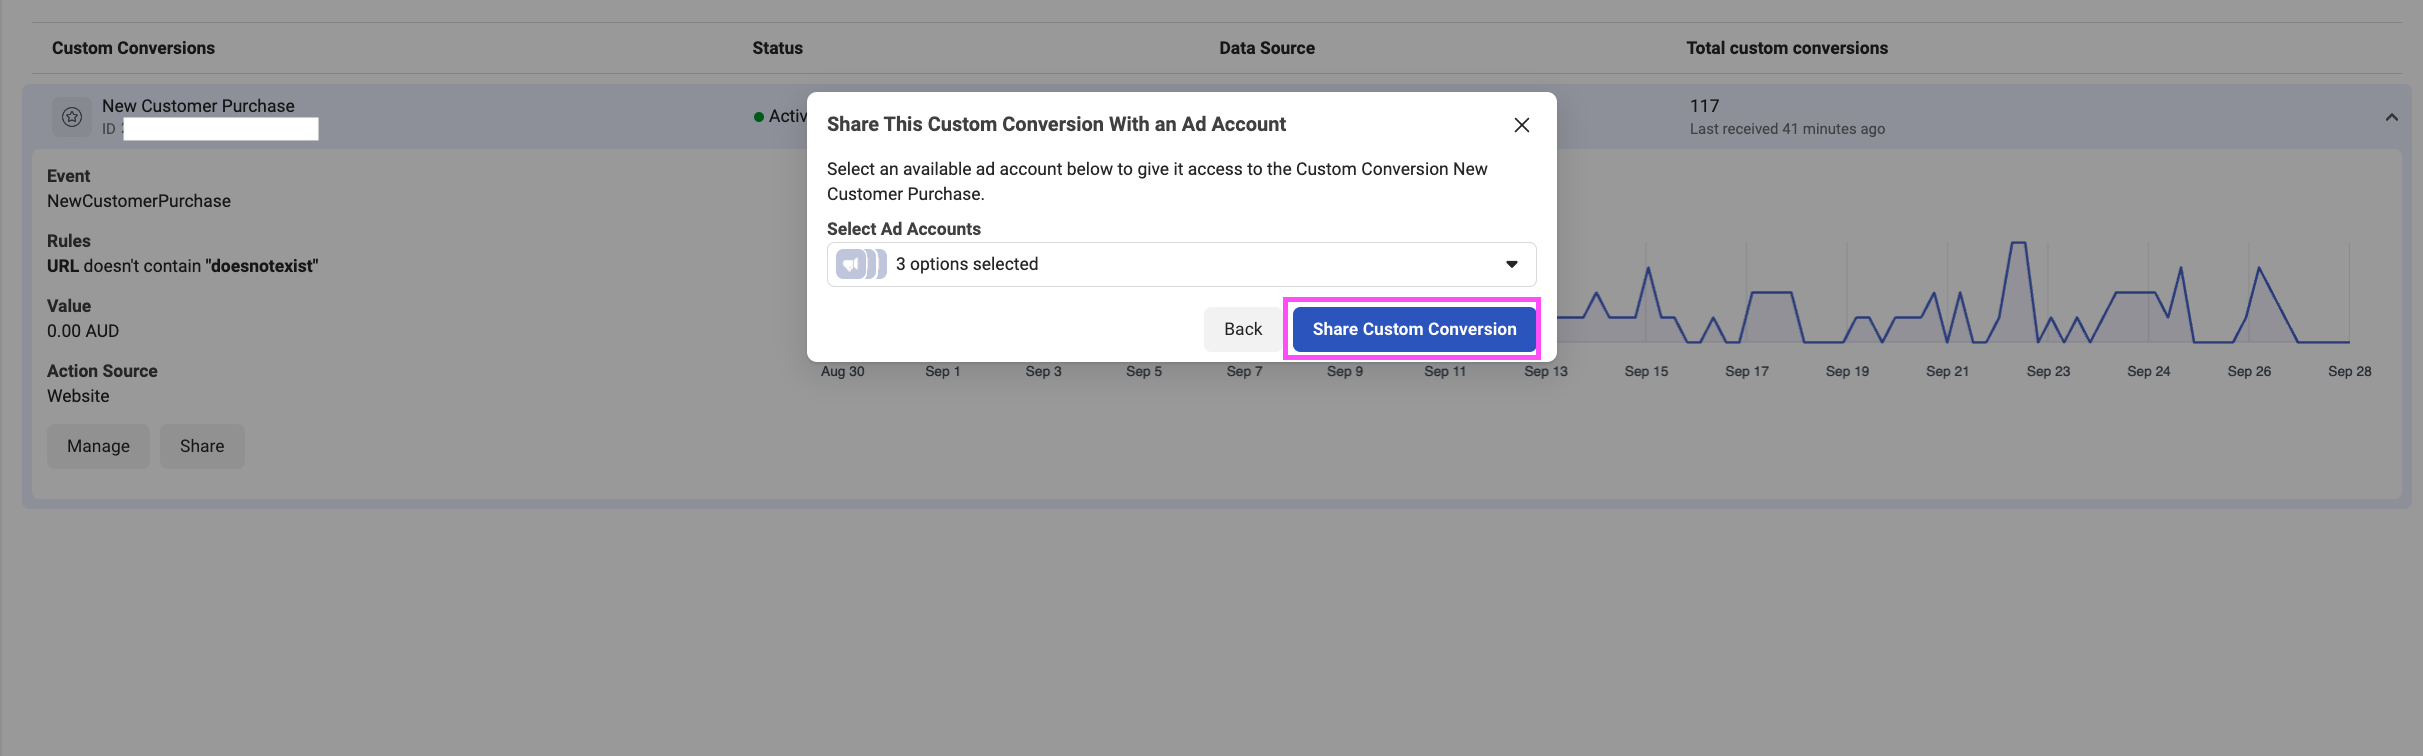 Custom Conversions
Status
Data Source
Total custom conversions
New Customer Purchase
ID
Activ
117
Last received 41 minutes ago
Share This Custom Conversion With an Ad Account
Select an available ad account below to give it access to the Custom Conversion New
Customer Purchase.
Select Ad Accounts
3 options selected
Back
Share Custom Conversion
Event
NewCustomerPurchase
Rules
URL doesn't contain "doesnotexist"
Value
0.00 AUD
Action Source
Website
Manage
Share
Aug 30
Sep 1
Sep 3
Sep 5
Sep 7
Sep 9
Sep 11
Sep 13
Sep 15
Sep 17
Sep 19
Sep 21
Sep 23
Sep 24
Sep 26
Sep 28